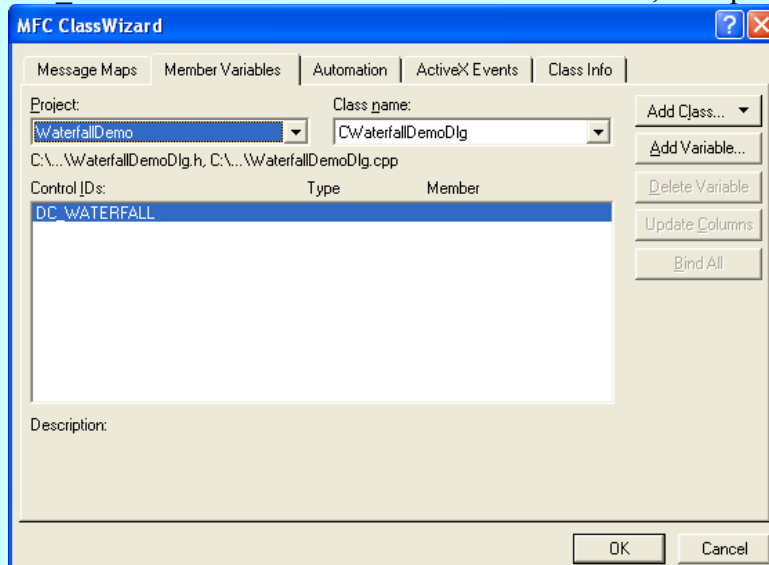 MFC ClassWizard
Message Maps Member Variables Automation ActiveX Events Class Info
Project: Class name:
WaterfallDemo CWaterfallDemoDlg
Add Class...
C:\...\WaterfallDemoDlg.h, C:\...\WaterfallDemoDlg.cpp
Add Variable...
Control IDs: Type Member
Delete Variable
DC_WATERFALL
Update Columns
Bind All
Description:
OK Cancel